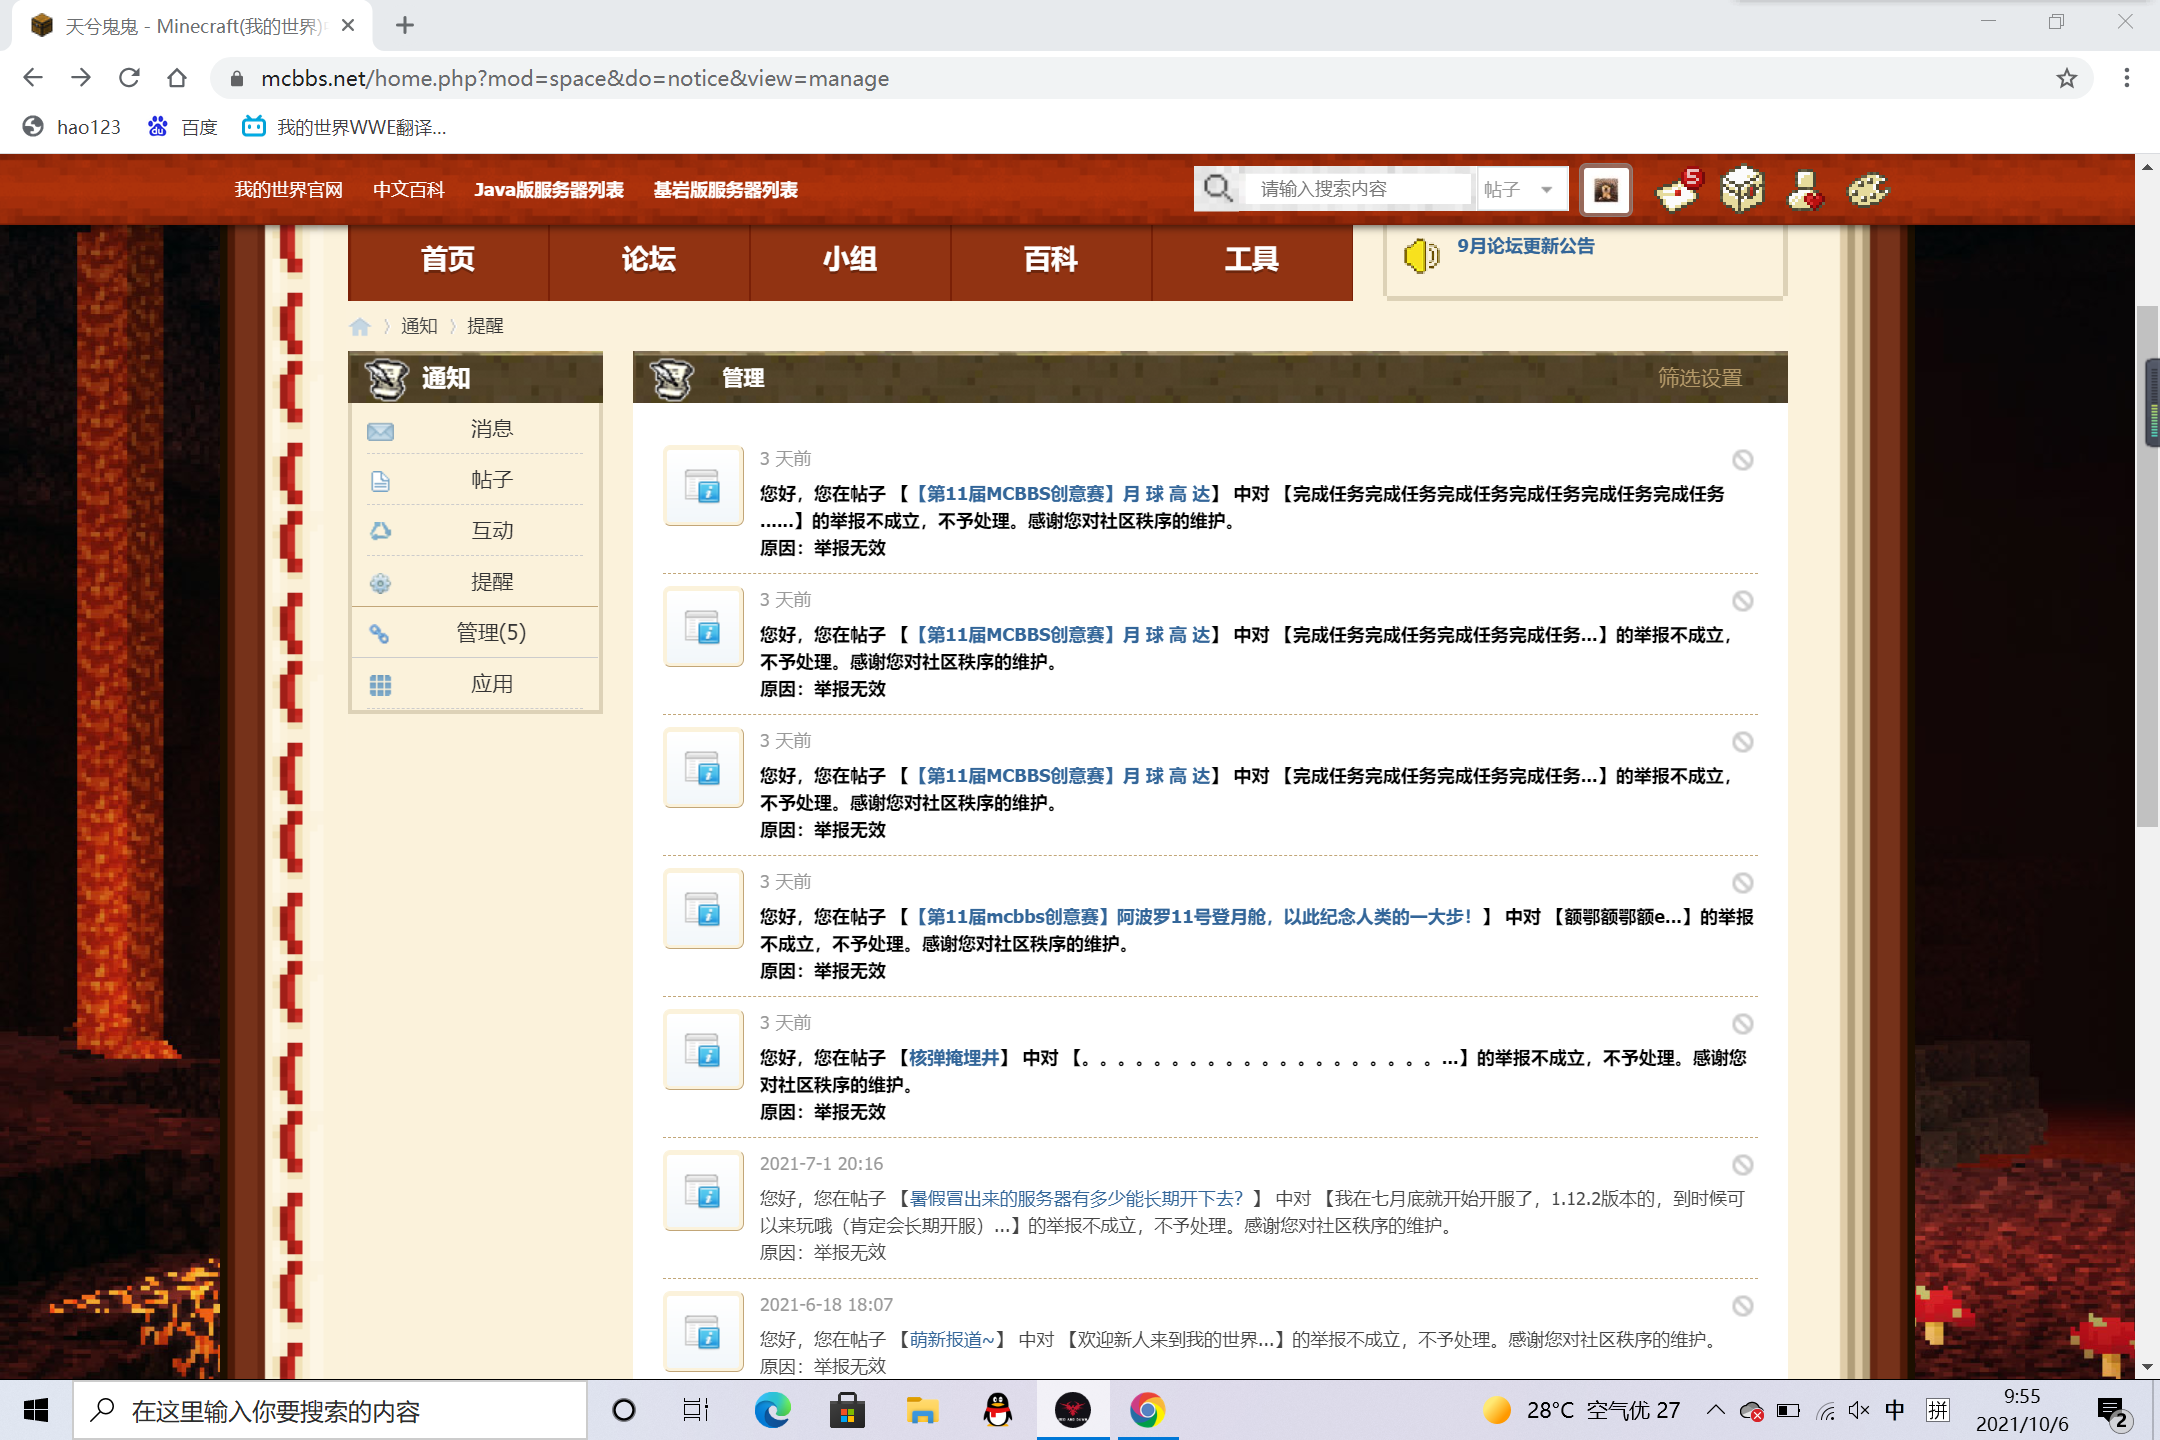 天兮鬼鬼 - Minecraft(我的世界)
mcbbs.net/home.php?mod=space&do=notice&view=manage
hao123
百度
我的世界WWE翻译...
我的世界官网
中文百科
Java版服务器列表
基岩版服务器列表
请输入搜索内容
帖子
5
首页
论坛
小组
百科
工具
9月论坛更新公告
通知
提醒
通知
消息
帖子
互动
提醒
管理(5)
应用
管理
筛选设置
3 天前
您好，您在帖子 【【第11届MCBBS创意赛】月 球 高 达】 中对 【完成任务完成任务完成任务完成任务完成任务完成任务
......】的举报不成立，不予处理。感谢您对社区秩序的维护。
原因：举报无效
3 天前
您好，您在帖子 【【第11届MCBBS创意赛】月 球 高 达】 中对 【完成任务完成任务完成任务完成任务...】的举报不成立，
不予处理。感谢您对社区秩序的维护。
原因：举报无效
3 天前
您好，您在帖子 【【第11届MCBBS创意赛】月 球 高 达】 中对 【完成任务完成任务完成任务完成任务...】的举报不成立，
不予处理。感谢您对社区秩序的维护。
原因：举报无效
3 天前
您好，您在帖子 【【第11届mcbbs创意赛】阿波罗11号登月舱，以此纪念人类的一大步！】 中对 【额鄂额鄂额e...】的举报
不成立，不予处理。感谢您对社区秩序的维护。
原因：举报无效
3 天前
您好，您在帖子 【核弹掩埋井】 中对 【。。。。。。。。。。。。。。。。。。。。...】的举报不成立，不予处理。感谢您
对社区秩序的维护。
原因：举报无效
2021-7-1 20:16
您好，您在帖子 【暑假冒出来的服务器有多少能长期开下去？】 中对 【我在七月底就开始开服了，1.12.2版本的，到时候可
以来玩哦（肯定会长期开服）...】的举报不成立，不予处理。感谢您对社区秩序的维护。
原因：举报无效
2021-6-18 18:07
您好，您在帖子 【萌新报道~】 中对 【欢迎新人来到我的世界...】的举报不成立，不予处理。感谢您对社区秩序的维护。
原因：举报无效
在这里输入你要搜索的内容
28°C 空气优 27
中
拼
9:55
2021/10/6
2